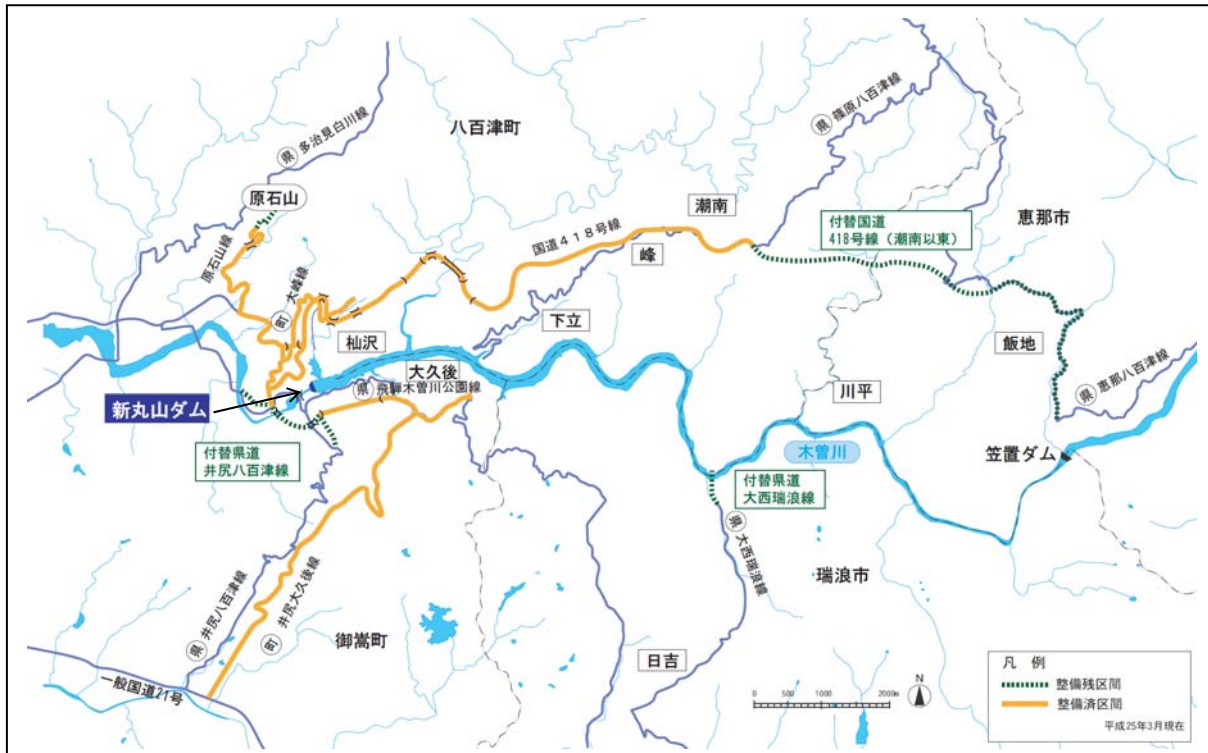 県 多治見白川線
八百津町
県 篠原八百津線
原石山
潮南
付替国道
418号線（潮南以東）
恵那市
国道418号線
峰
原石山線
町 大峰線
下立
杣沢
飯地
大久後
県 飛騨木曽川公園線
県 恵那八百津線
新丸山ダム
川平
木曽川
笠置ダム
付替県道
井尻八百津線
付替県道
大西瑞浪線
県 大西瑞浪線
瑞浪市
県 井尻八百津線
町 井尻大久後線
御嵩町
日吉
一般国道21号
凡 例
整備残区間
整備済区間
平成25年3月現在
N
0 500 1000 2000m